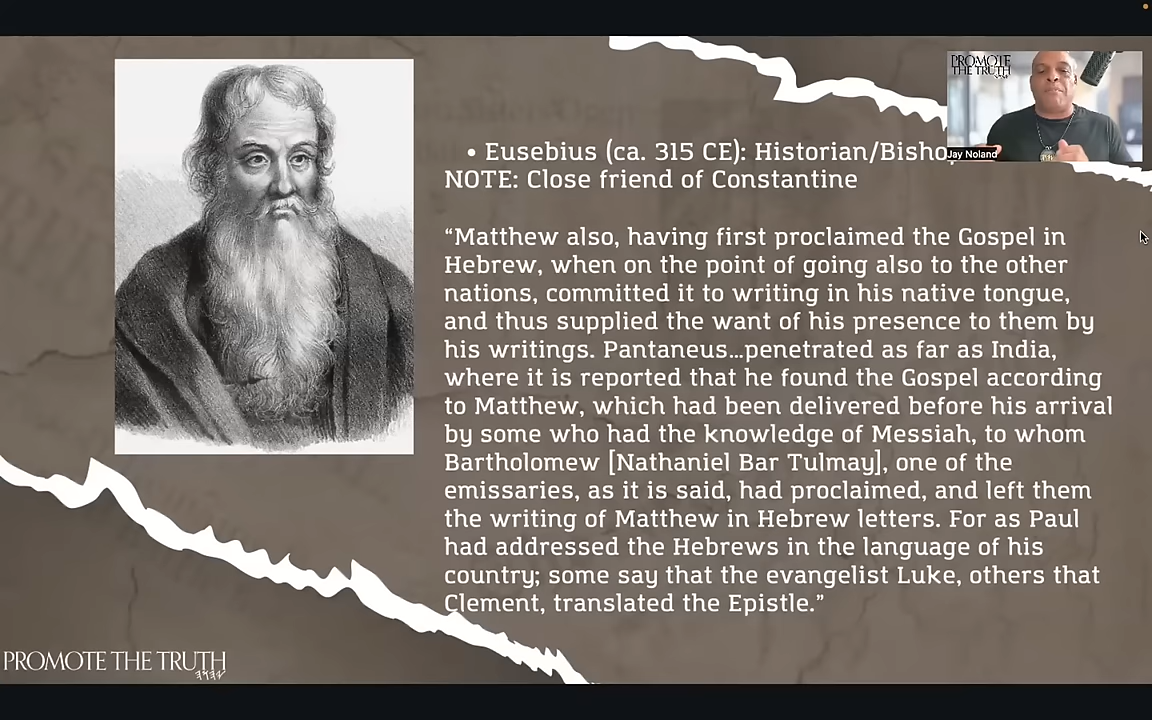 PROMOTE
THE TRUTH
Jay Noland
• Eusebius (ca. 315 CE): Historian/Bisho
NOTE: Close friend of Constantine
“Matthew also, having first proclaimed the Gospel in
Hebrew, when on the point of going also to the other
nations, committed it to writing in his native tongue,
and thus supplied the want of his presence to them by
his writings. Pantaneus…penetrated as far as India,
where it is reported that he found the Gospel according
to Matthew, which had been delivered before his arrival
by some who had the knowledge of Messiah, to whom
Bartholomew [Nathaniel Bar Tulmay], one of the
emissaries, as it is said, had proclaimed, and left them
the writing of Matthew in Hebrew letters. For as Paul
had addressed the Hebrews in the language of his
country; some say that the evangelist Luke, others that
Clement, translated the Epistle.”
PROMOTE THE TRUTH